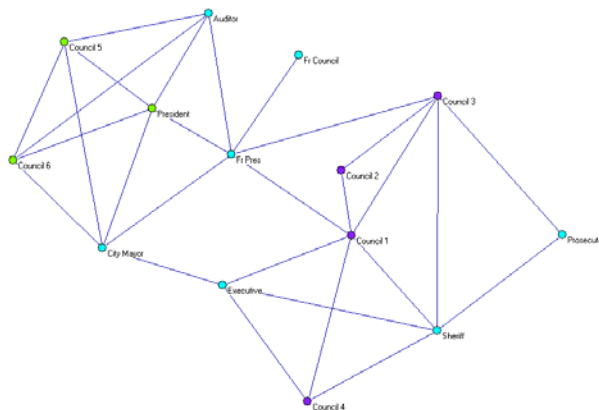 Auditor
Council 5
Fr Council
Council 3
President
Fr Pres
Council 6
Council 2
Council 1
Prosecut
City Mayor
Executive
Sheriff
Council 4